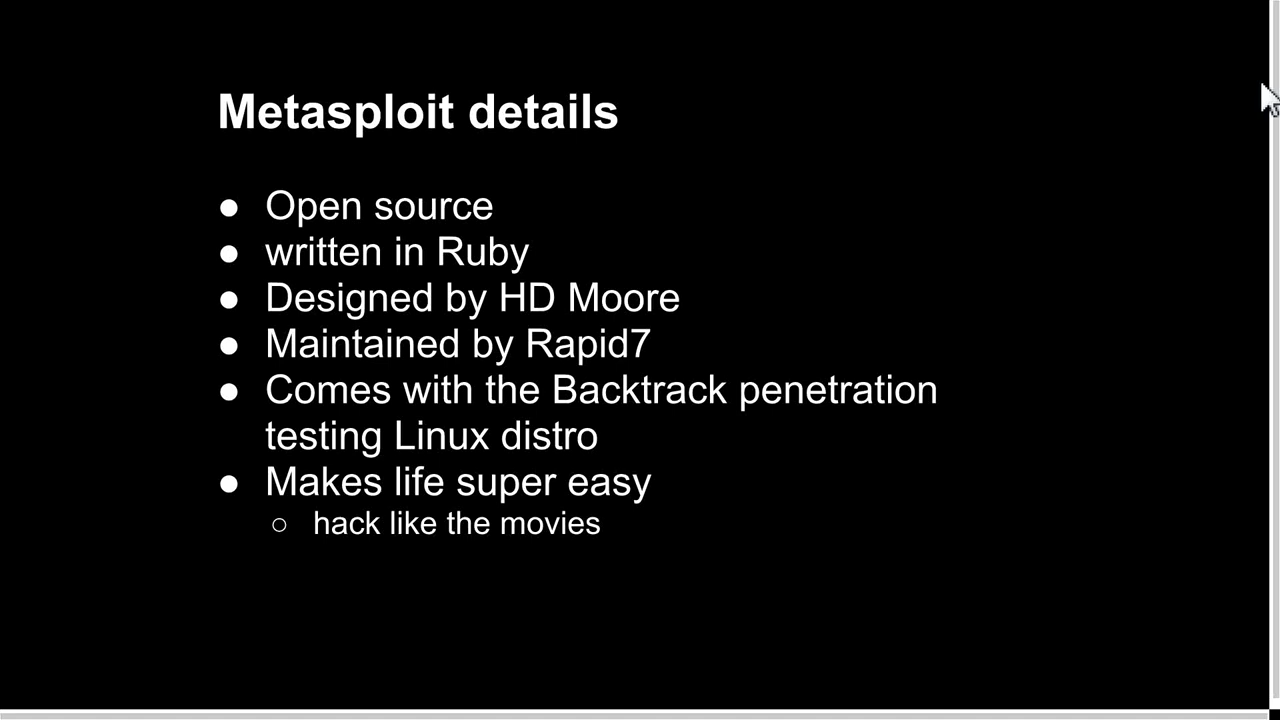 Metasploit details
● Open source
● written in Ruby
● Designed by HD Moore
● Maintained by Rapid7
● Comes with the Backtrack penetration
testing Linux distro
● Makes life super easy
○ hack like the movies